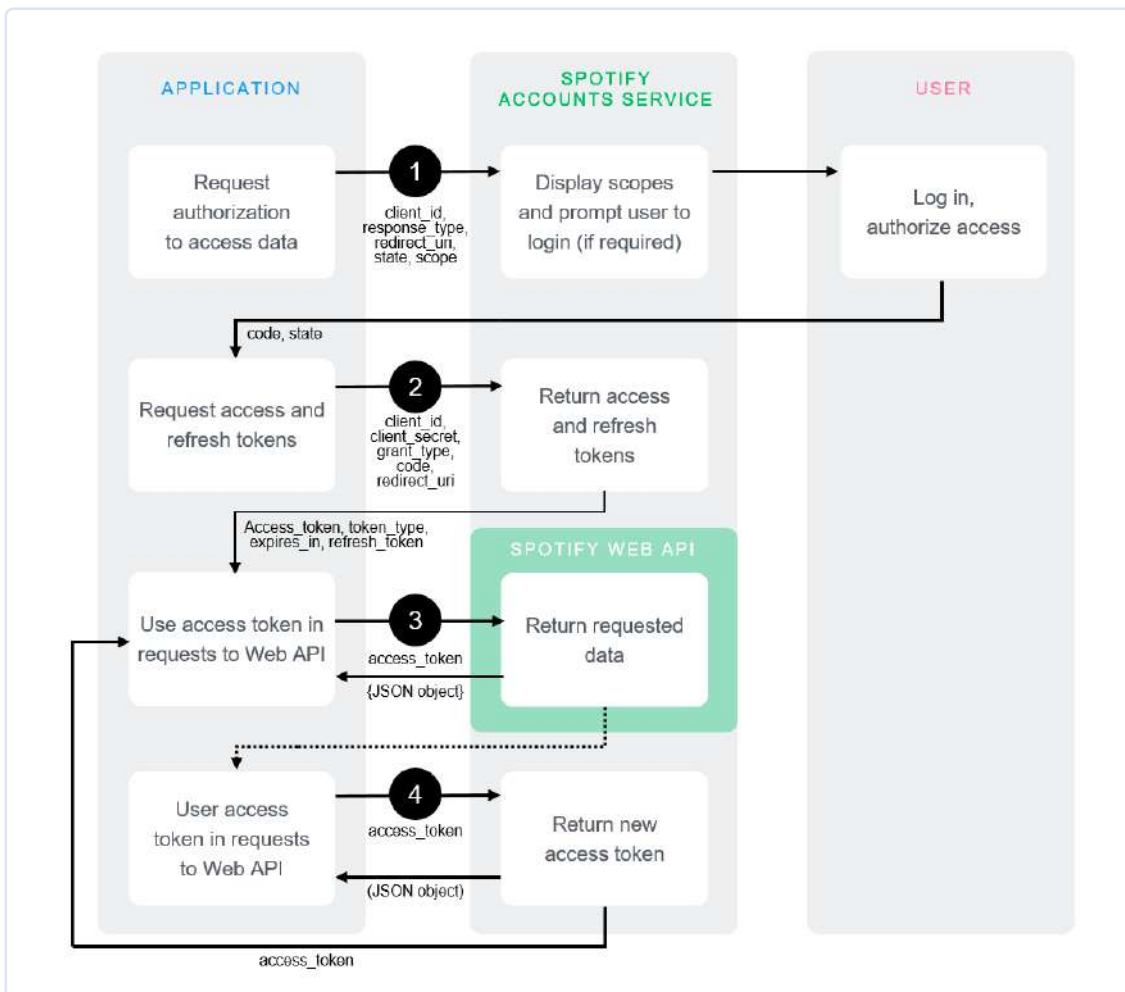 APPLICATION
SPOTIFY
ACCOUNTS SERVICE
USER
Request
authorization
to access data
1
client_id,
response_type,
redirect_uri,
state, scope
Display scopes
and prompt user to
login (if required)
Log in,
authorize access
code, state
Request access and
refresh tokens
2
client_id,
client_secret,
grant_type,
code,
redirect_uri
Return access
and refresh
tokens
Access_token, token_type,
expires_in, refresh_token
SPOTIFY WEB API
Use access token in
requests to Web API
3
access_token
{JSON object}
Return requested
data
User access
token in requests
to Web API
4
access_token
(JSON object)
Return new
access token
access_token